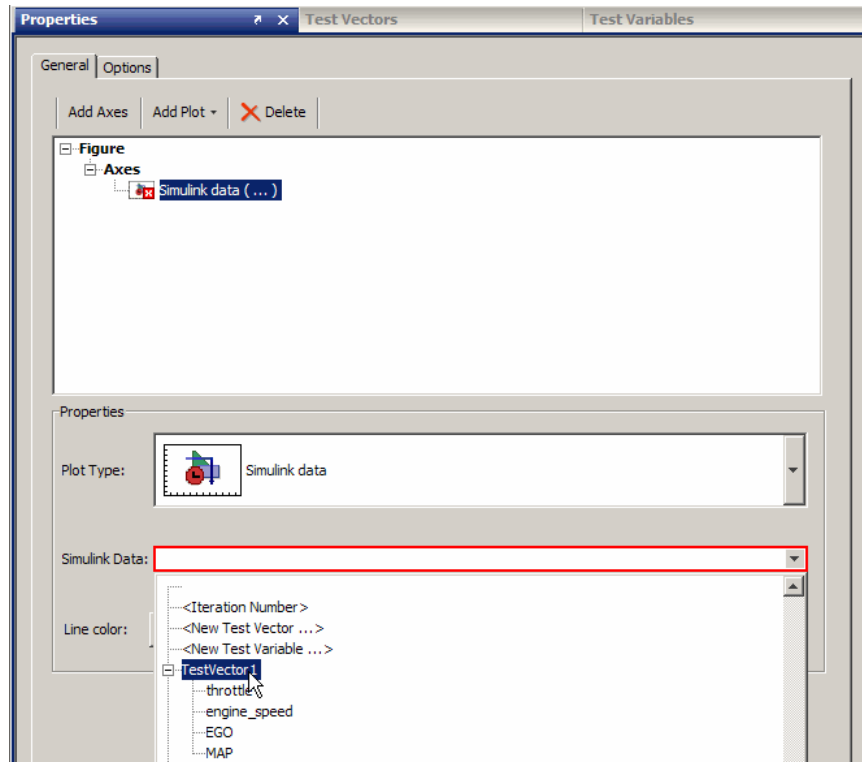 Properties Test Vectors Test Variables
General Options
Add Axes Add Plot Delete
Figure
Axes
Simulink data ( ... )
Properties
Plot Type: Simulink data
Simulink Data:
<Iteration Number>
<New Test Vector ...>
Line color: <New Test Variable ...>
TestVector1
throttle
engine_speed
EGO
MAP